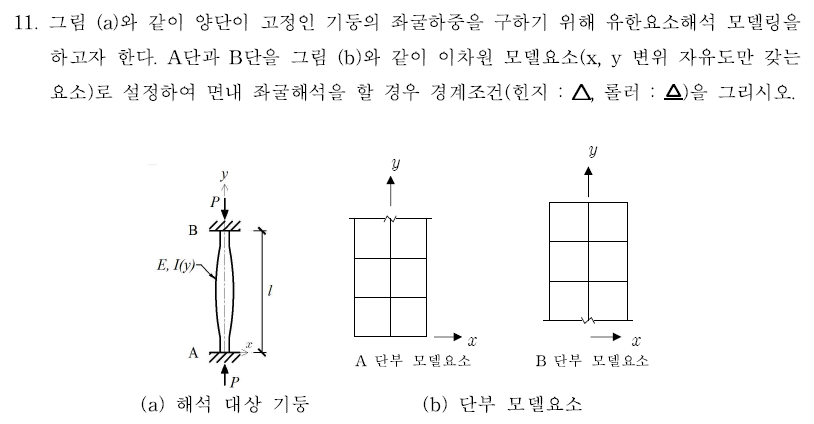 11. 그림 (a)와 같이 양단이 고정인 기둥의 좌굴하중을 구하기 위해 유한요소해석 모델링을
하고자 한다. A단과 B단을 그림 (b)와 같이 이차원 모델요소(x, y 변위 자유도만 갖는
요소)로 설정하여 면내 좌굴해석을 할 경우 경계조건(힌지 : △, 롤러 : △)을 그리시오.
y
P
B
E, I(y)
l
A
x
P
(a) 해석 대상 기둥
y
x
A 단부 모델요소
y
x
B 단부 모델요소
(b) 단부 모델요소